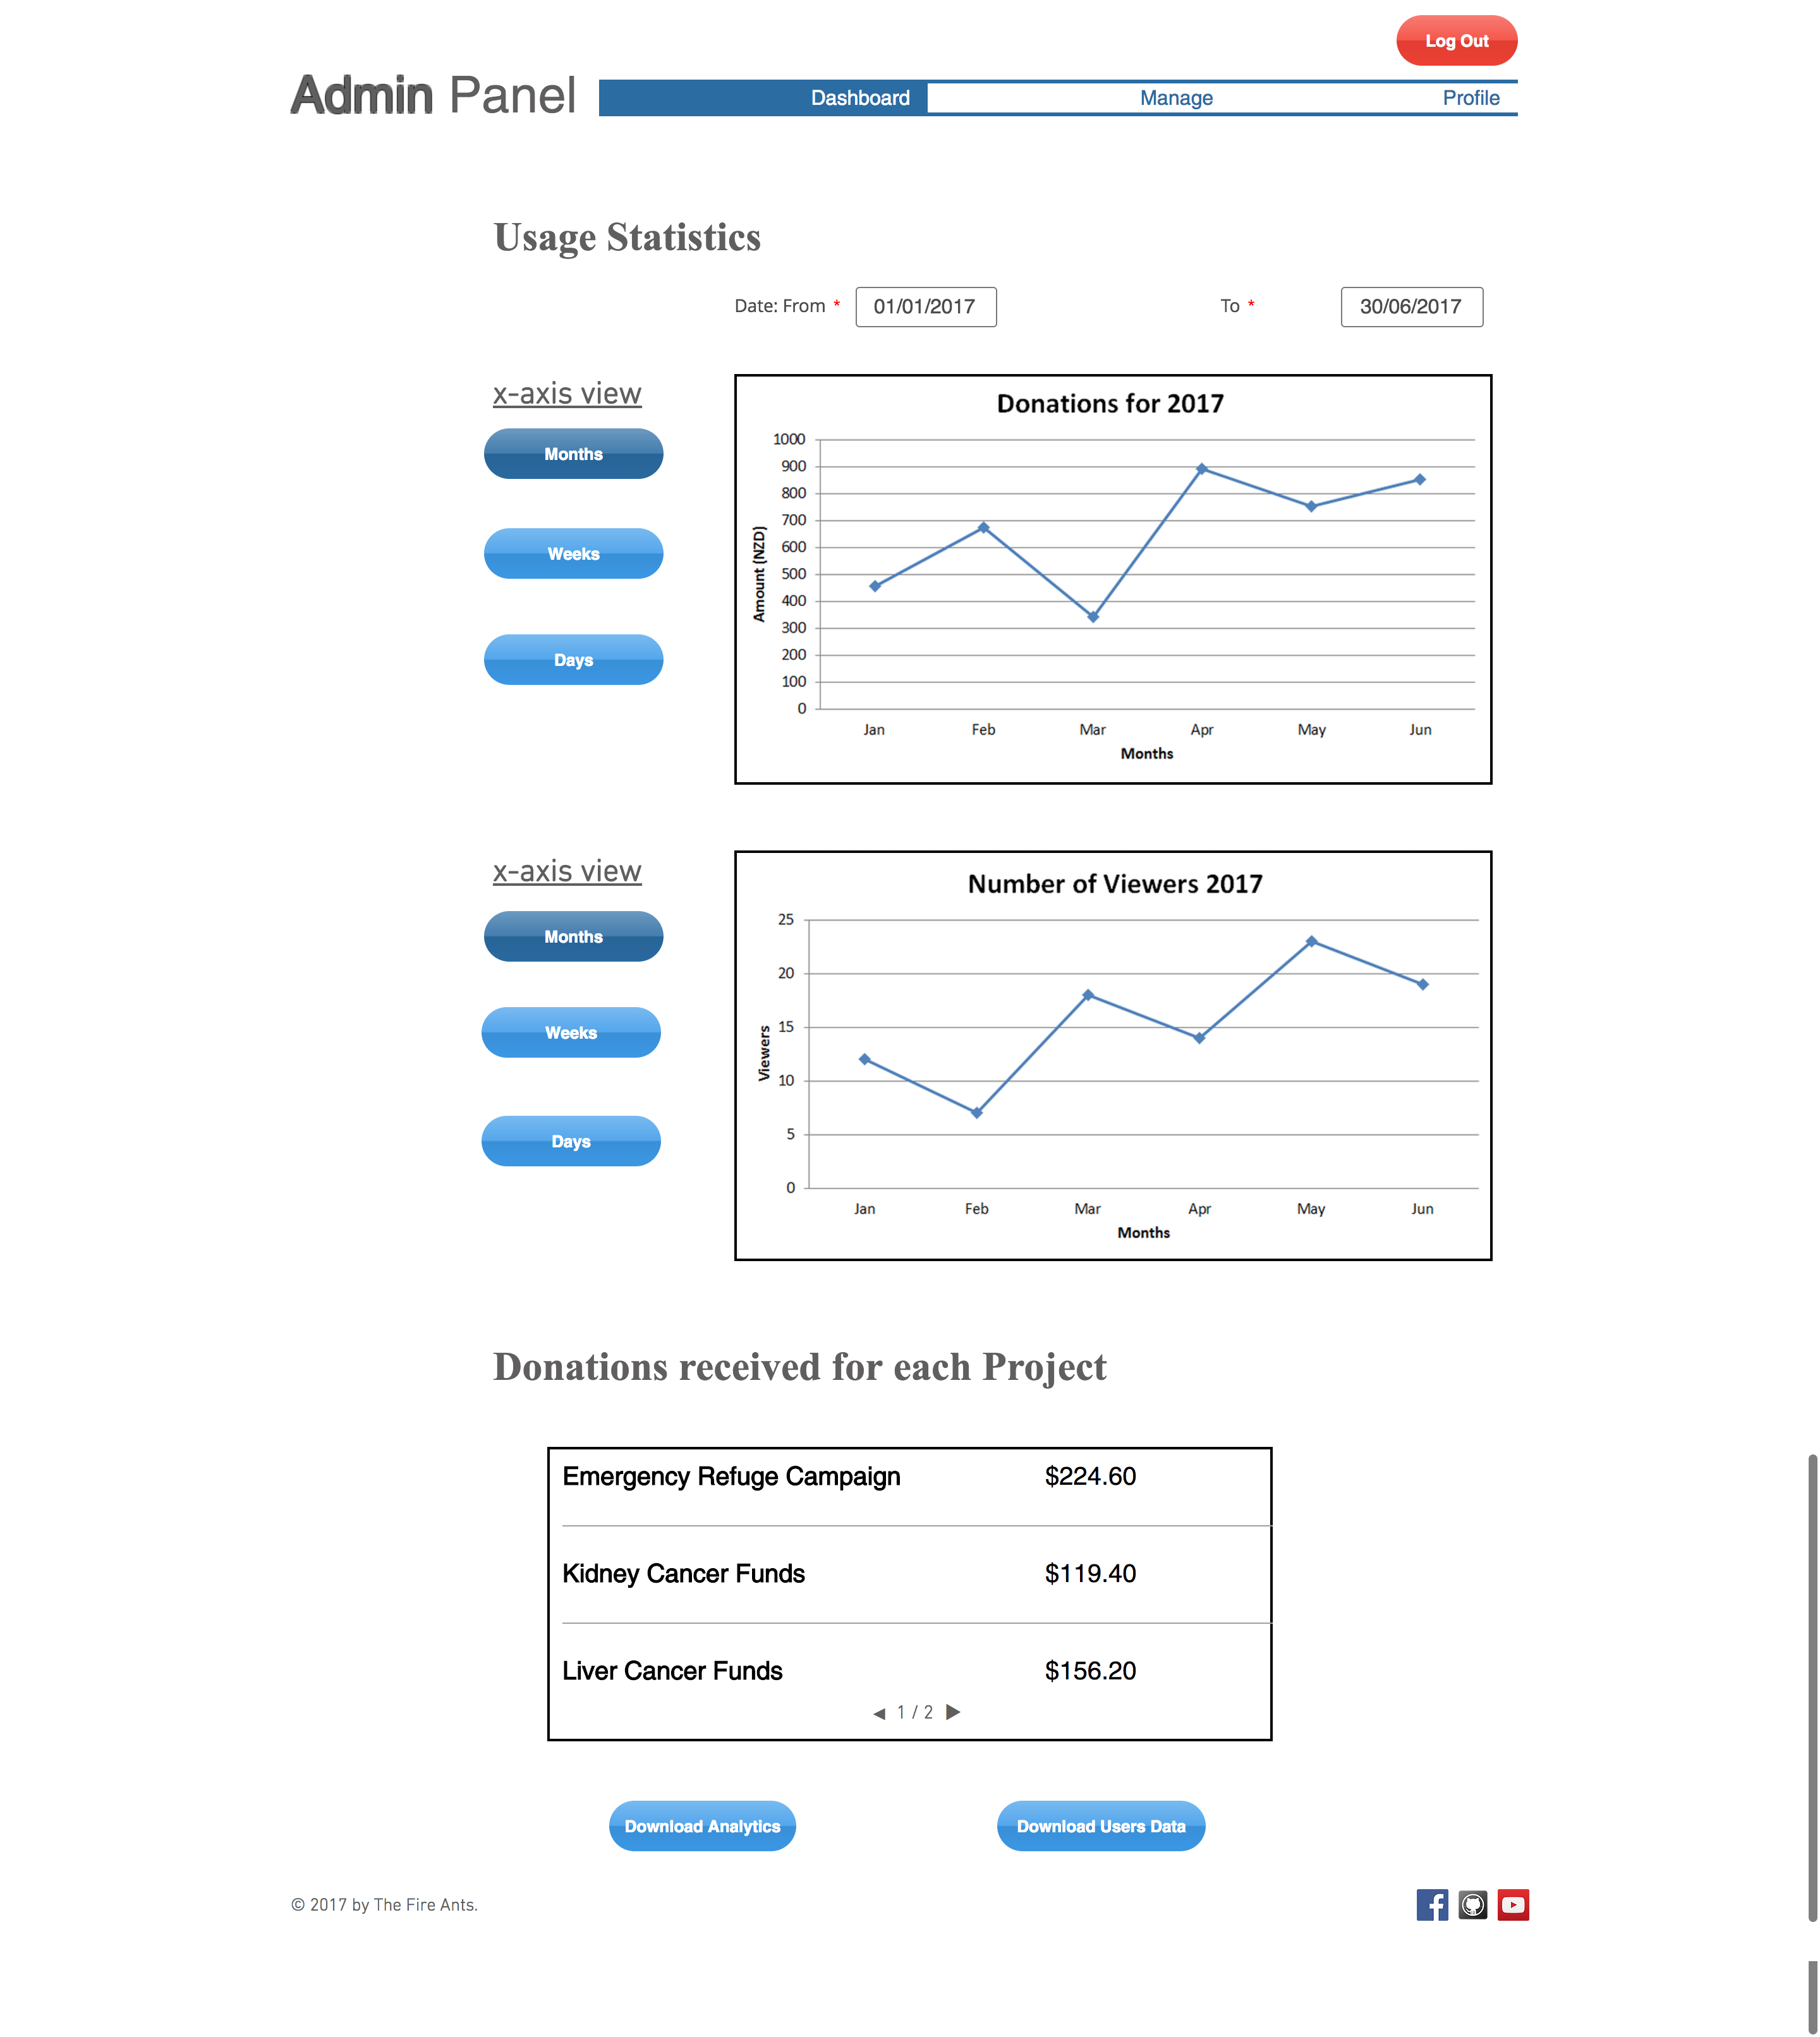 Log Out
Admin Panel
Dashboard Manage Profile
Usage Statistics
Date: From * 01/01/2017 To * 30/06/2017
x-axis view
Months
Weeks
Days
Donations for 2017
1000
900
800
700
600
500
400
300
200
100
0
Amount (NZD)
Jan Feb Mar Apr May Jun
Months
x-axis view
Months
Weeks
Days
Number of Viewers 2017
25
20
15
10
5
0
Viewers
Jan Feb Mar Apr May Jun
Months
Donations received for each Project
Emergency Refuge Campaign $224.60
Kidney Cancer Funds $119.40
Liver Cancer Funds $156.20
◀ 1 / 2 ▶
Download Analytics Download Users Data
© 2017 by The Fire Ants.